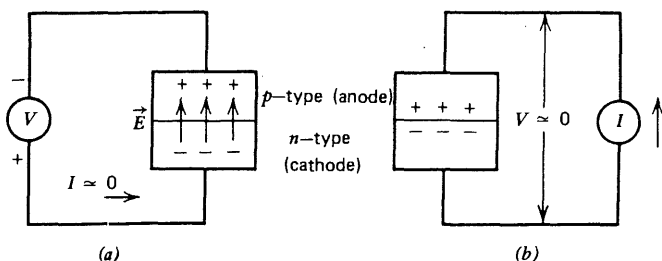 −
+ + +
p–type (anode)
+ + +
V
E
V ≃ 0
I
n–type
(cathode)
− − −
− − −
+
I ≃ 0
(a)
(b)